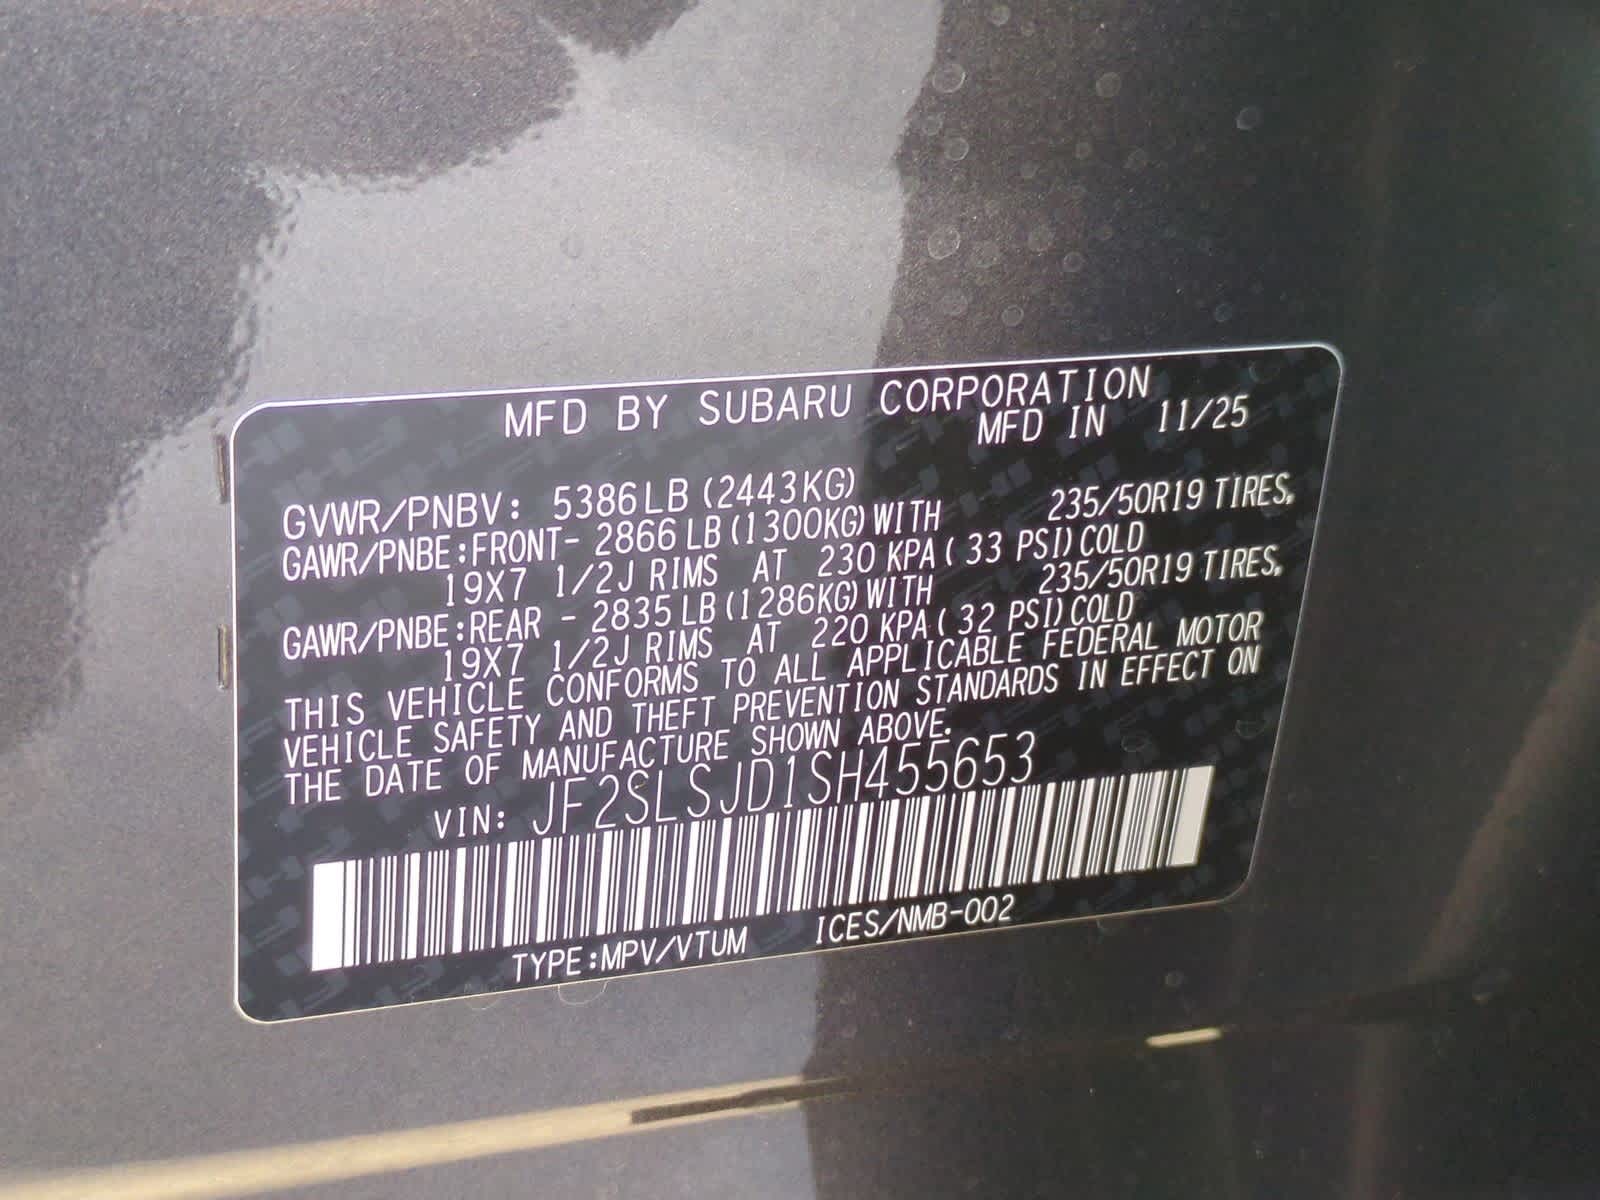 MFD BY SUBARU CORPORATION
MFD IN 11/25
GVWR/PNBV: 5386LB (2443KG)
GAWR/PNBE:FRONT- 2866 LB (1300KG) WITH 235/50R19 TIRES,
19X7 1/2J RIMS AT 230 KPA ( 33 PSI) COLD
GAWR/PNBE:REAR - 2835 LB (1286KG) WITH 235/50R19 TIRES,
19X7 1/2J RIMS AT 220 KPA ( 32 PSI) COLD
THIS VEHICLE CONFORMS TO ALL APPLICABLE FEDERAL MOTOR
VEHICLE SAFETY AND THEFT PREVENTION STANDARDS IN EFFECT ON
THE DATE OF MANUFACTURE SHOWN ABOVE.
VIN: JF2SLSJD1SH455653
TYPE:MPV/VTUM ICES/NMB-002